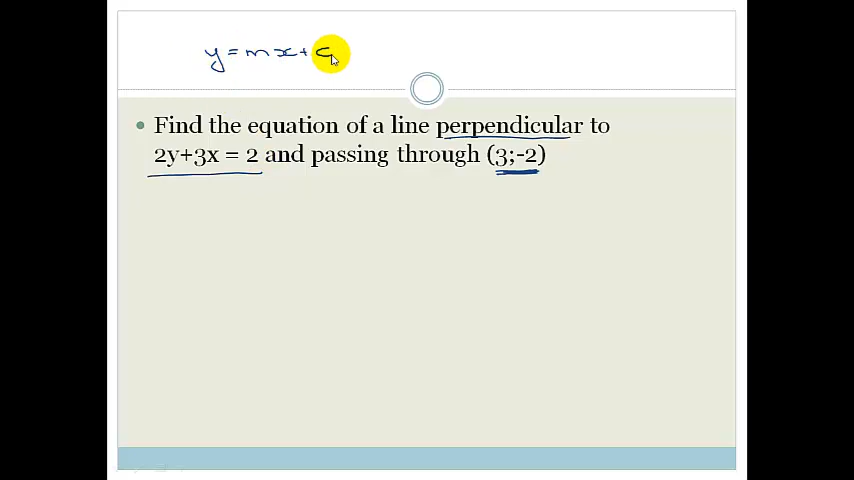 y = mx + c
Find the equation of a line perpendicular to
2y+3x = 2 and passing through (3;-2)